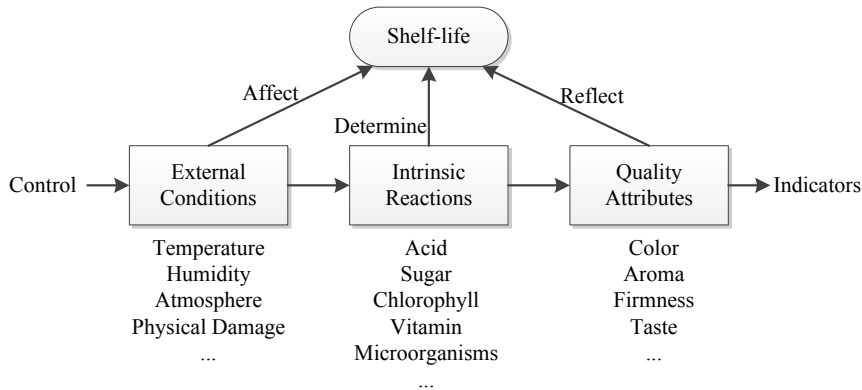 Shelf-life
Affect
Reflect
Determine
Control
External
Conditions
Intrinsic
Reactions
Quality
Attributes
Indicators
Temperature
Humidity
Atmosphere
Physical Damage
...
Acid
Sugar
Chlorophyll
Vitamin
Microorganisms
...
Color
Aroma
Firmness
Taste
...